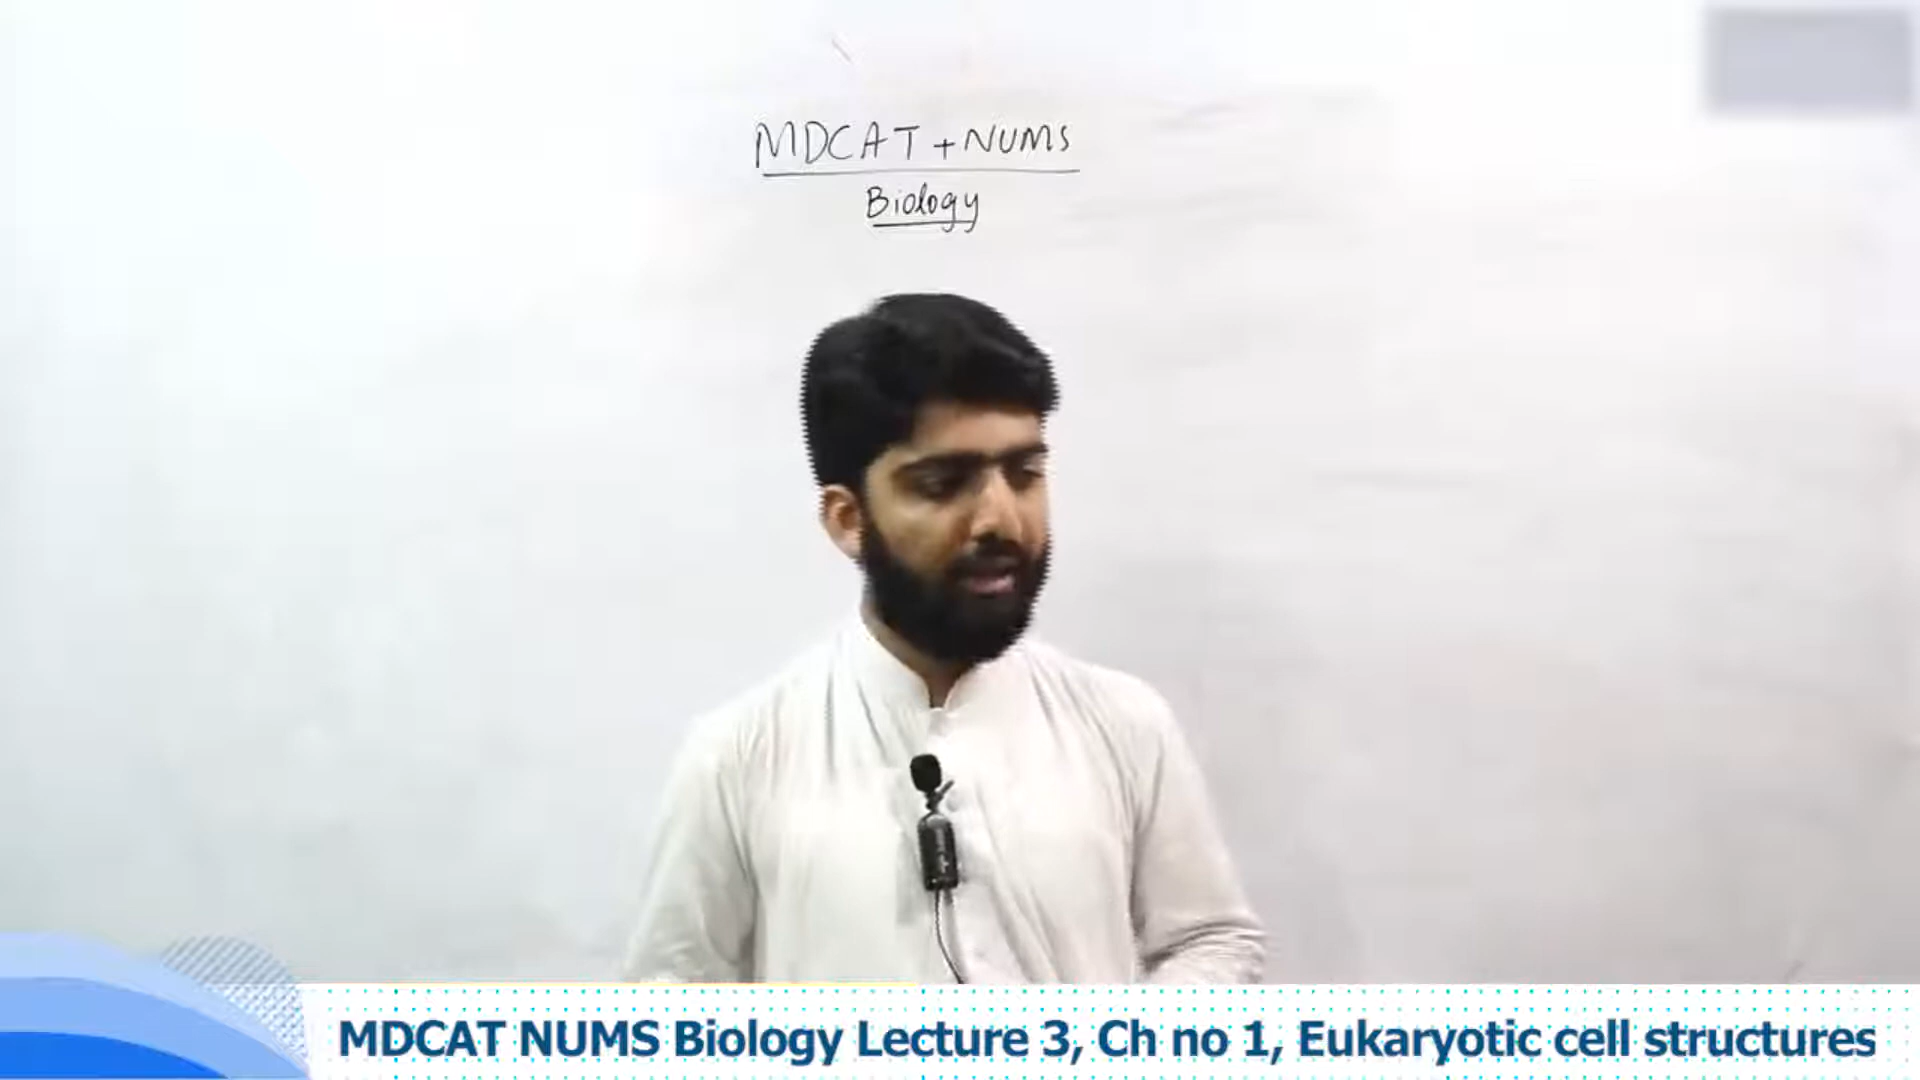 MDCAT + NUMS
Biology
MDCAT NUMS Biology Lecture 3, Ch no 1, Eukaryotic cell structures